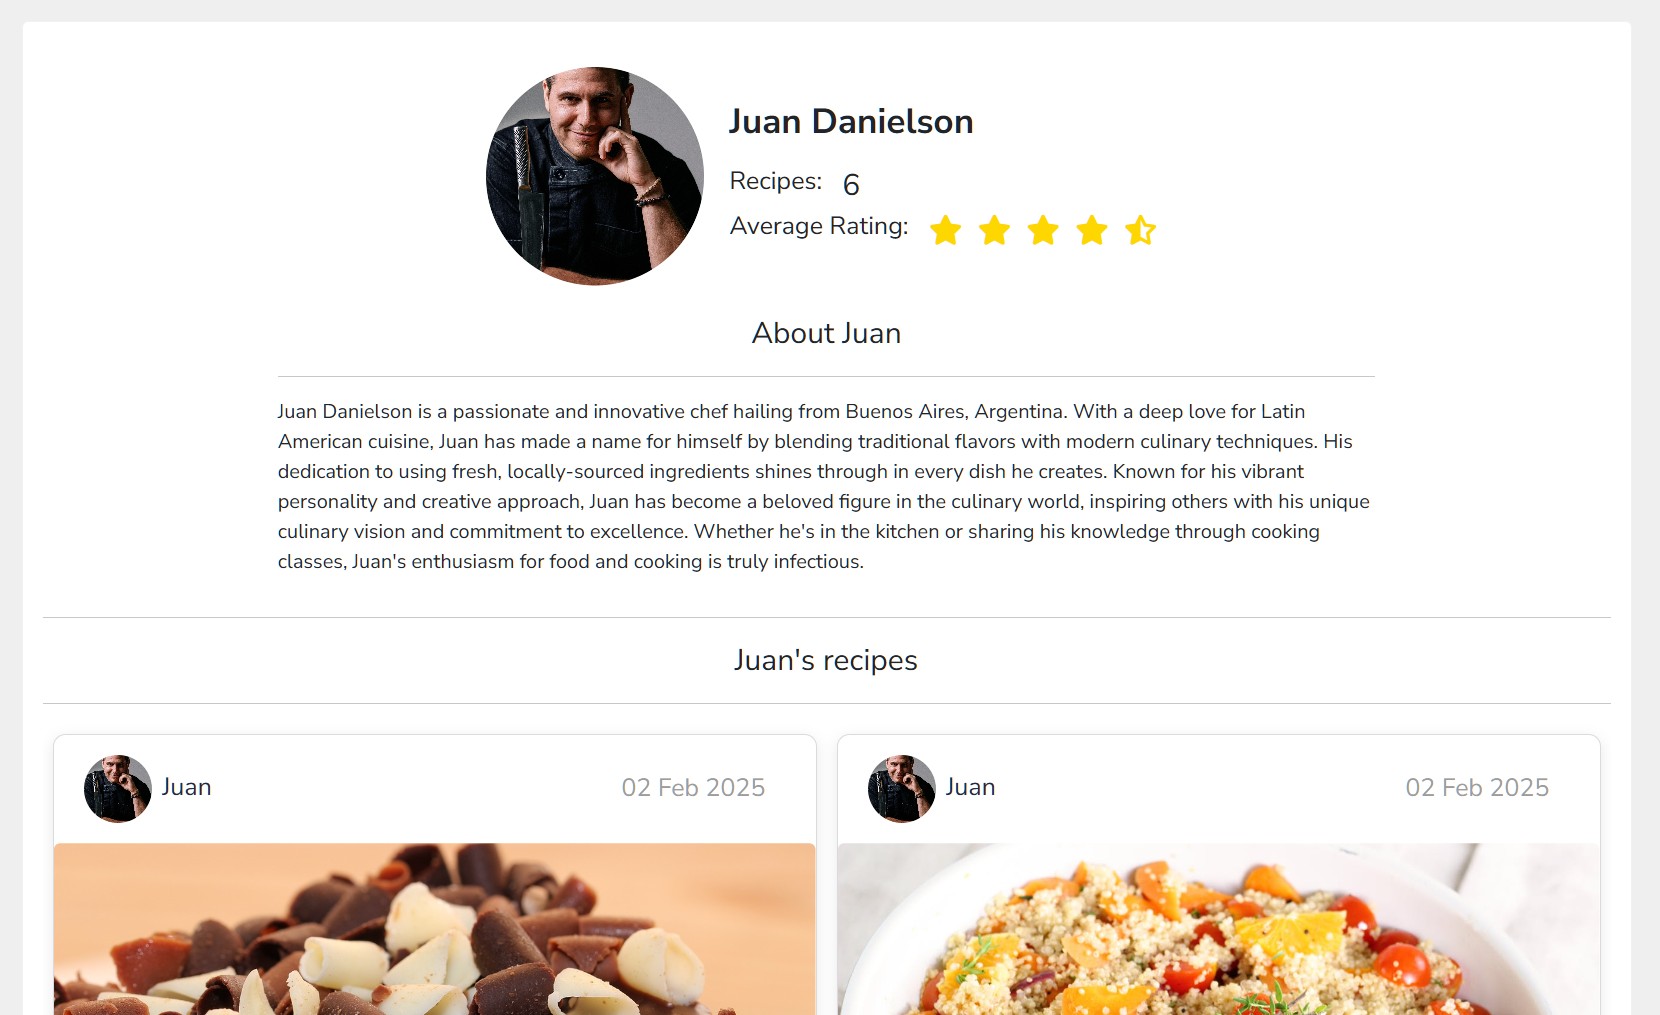 Juan Danielson
Recipes: 6
Average Rating:
About Juan
Juan Danielson is a passionate and innovative chef hailing from Buenos Aires, Argentina. With a deep love for Latin
American cuisine, Juan has made a name for himself by blending traditional flavors with modern culinary techniques. His
dedication to using fresh, locally-sourced ingredients shines through in every dish he creates. Known for his vibrant
personality and creative approach, Juan has become a beloved figure in the culinary world, inspiring others with his unique
culinary vision and commitment to excellence. Whether he's in the kitchen or sharing his knowledge through cooking
classes, Juan's enthusiasm for food and cooking is truly infectious.
Juan's recipes
Juan 02 Feb 2025
Juan 02 Feb 2025